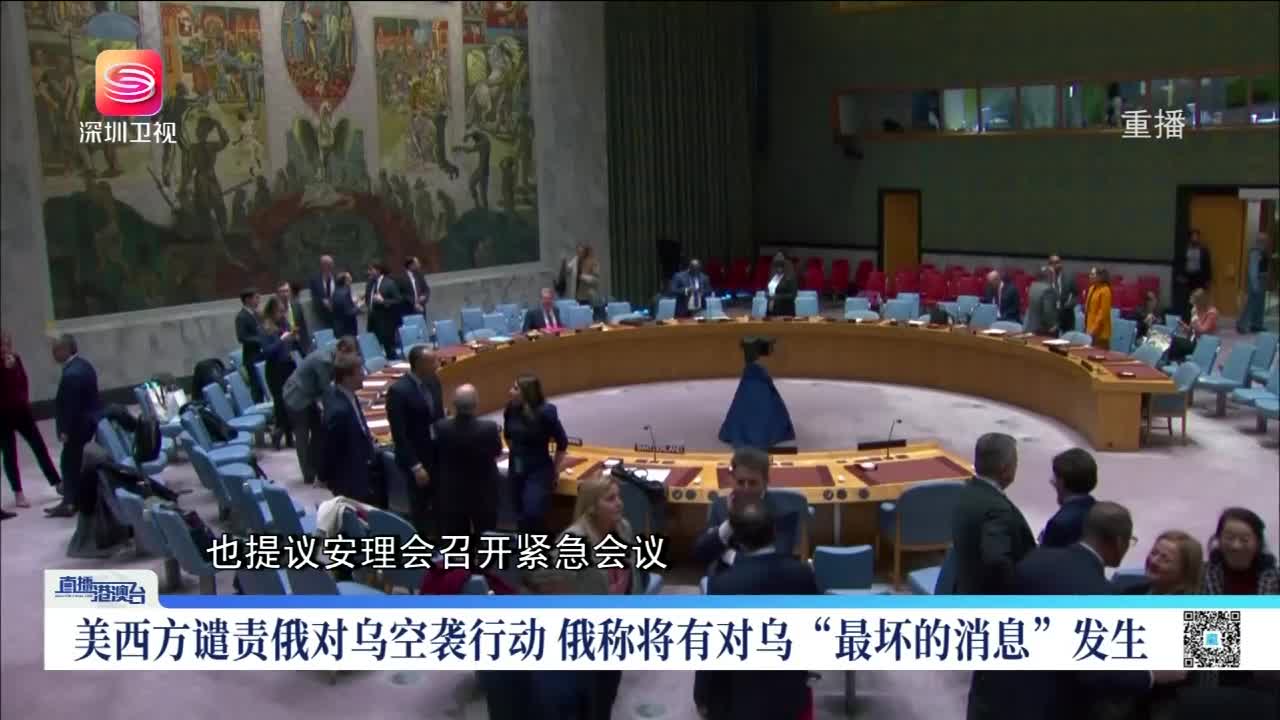 深圳卫视
重播
也提议安理会召开紧急会议
直播港澳台
美西方谴责俄对乌空袭行动 俄称将有对乌“最坏的消息”发生